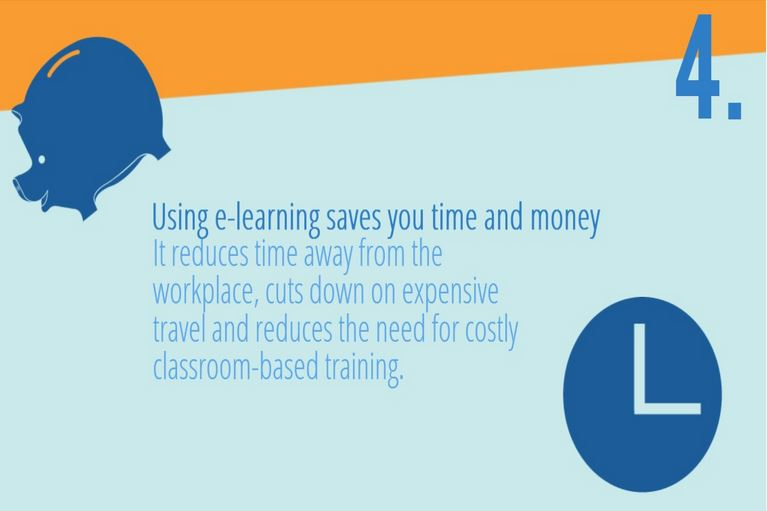 4.
Using e-learning saves you time and money
It reduces time away from the
workplace, cuts down on expensive
travel and reduces the need for costly
classroom-based training.